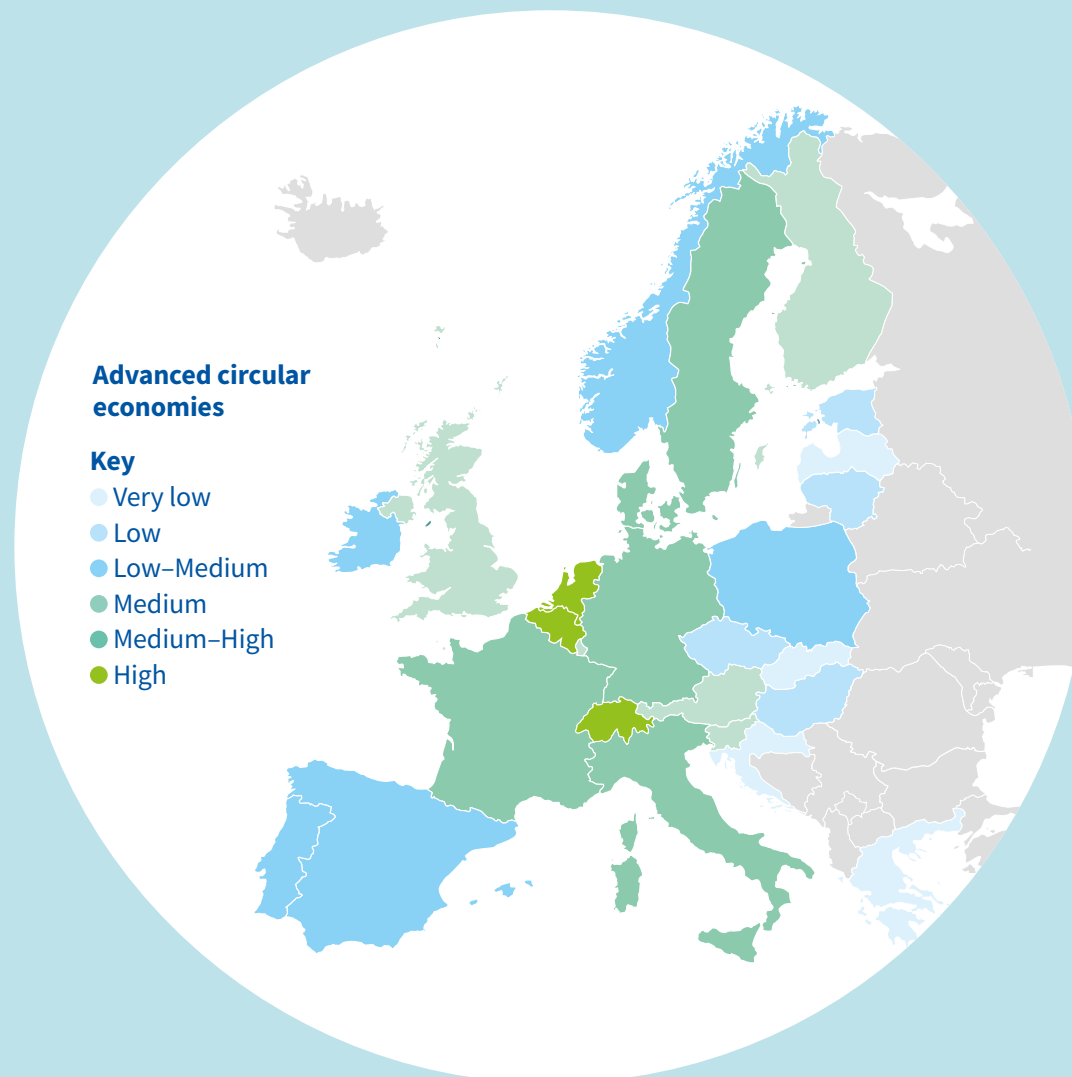 Advanced circular
economies
Key
Very low
Low
Low–Medium
Medium
Medium–High
High